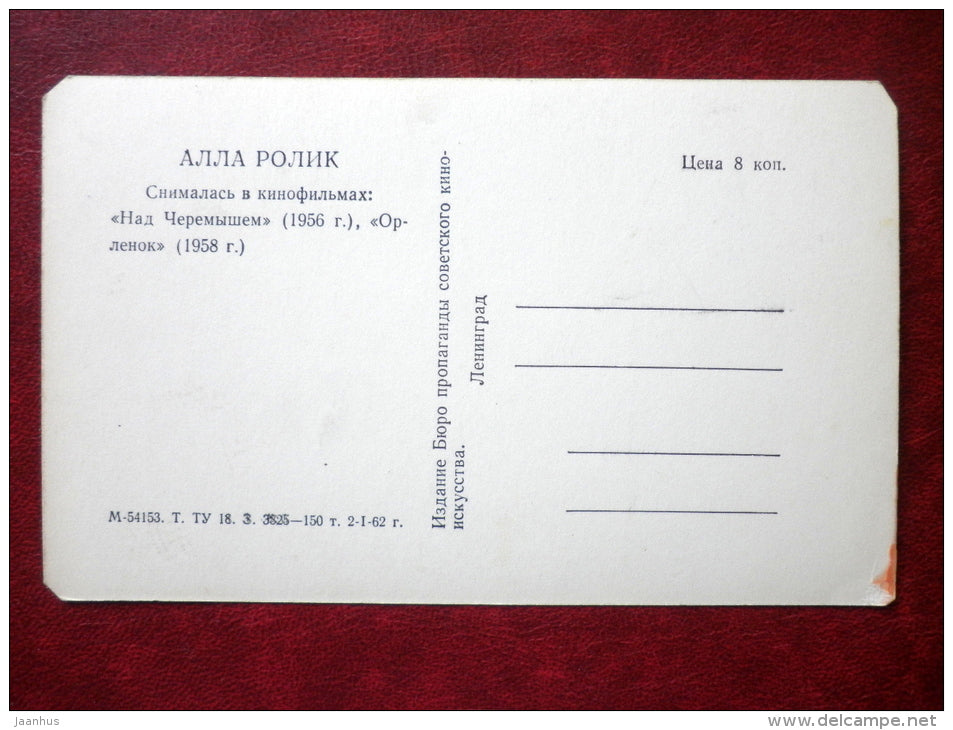 АЛЛА РОЛИК
Снималась в кинофильмах:
«Над Черемышем» (1956 г.), «Ор-
ленок» (1958 г.)
М-54153. Т. ТУ 18. З. 3825—150 т. 2-I-62 г.
Издание Бюро пропаганды советского кино-
искусства.
Ленинград
Цена 8 коп.
jaanhus
www.delcampe.net